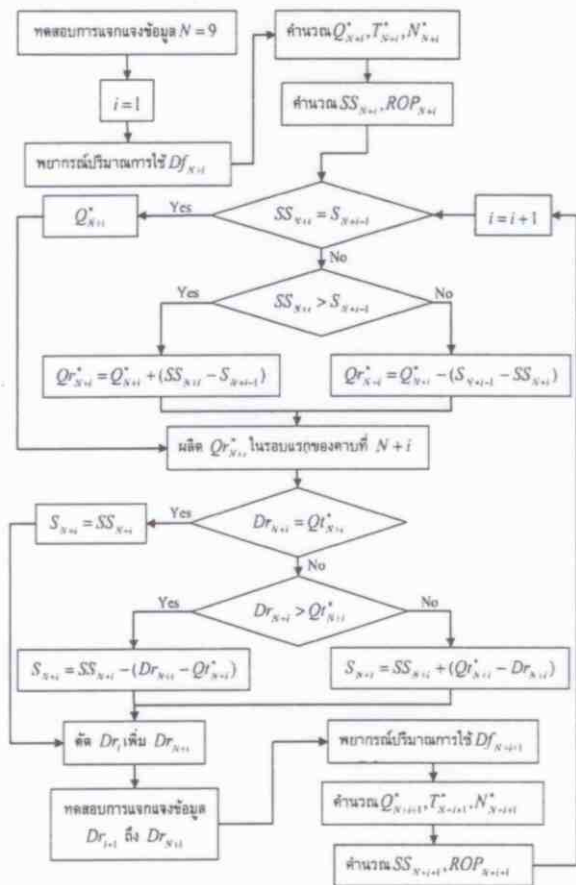 ทดสอบการแจกแจงข้อมูล N = 9
i = 1
พยากรณ์ปริมาณการใช้ Df_{N+i}
คำนวณ Q*_{N+i}, T*_{N+i}, N*_{N+i}
คำนวณ SS_{N+i}, ROP_{N+i}
Q*_{N+i}
Yes
SS_{N+i} = S_{N+i-1}
i = i + 1
No
Yes
SS_{N+i} > S_{N+i-1}
No
Qr*_{N+i} = Q*_{N+i} + (SS_{N+i} − S_{N+i-1})
Qr*_{N+i} = Q*_{N+i} − (S_{N+i-1} − SS_{N+i})
ผลิต Qr*_{N+i} ในรอบแรกของคาบที่ N + i
S_{N+i} = SS_{N+i}
Yes
Dr_{N+i} = Qt*_{N+i}
No
Yes
Dr_{N+i} > Qt*_{N+i}
No
S_{N+i} = SS_{N+i} − (Dr_{N+i} − Qt*_{N+i})
S_{N+i} = SS_{N+i} + (Qt*_{N+i} − Dr_{N+i})
ตัด Dr_i เพิ่ม Dr_{N+i}
ทดสอบการแจกแจงข้อมูล
Dr_{i+1} ถึง Dr_{N+i}
พยากรณ์ปริมาณการใช้ Df_{N+i+1}
คำนวณ Q*_{N+i+1}, T*_{N+i+1}, N*_{N+i+1}
คำนวณ SS_{N+i+1}, ROP_{N+i+1}